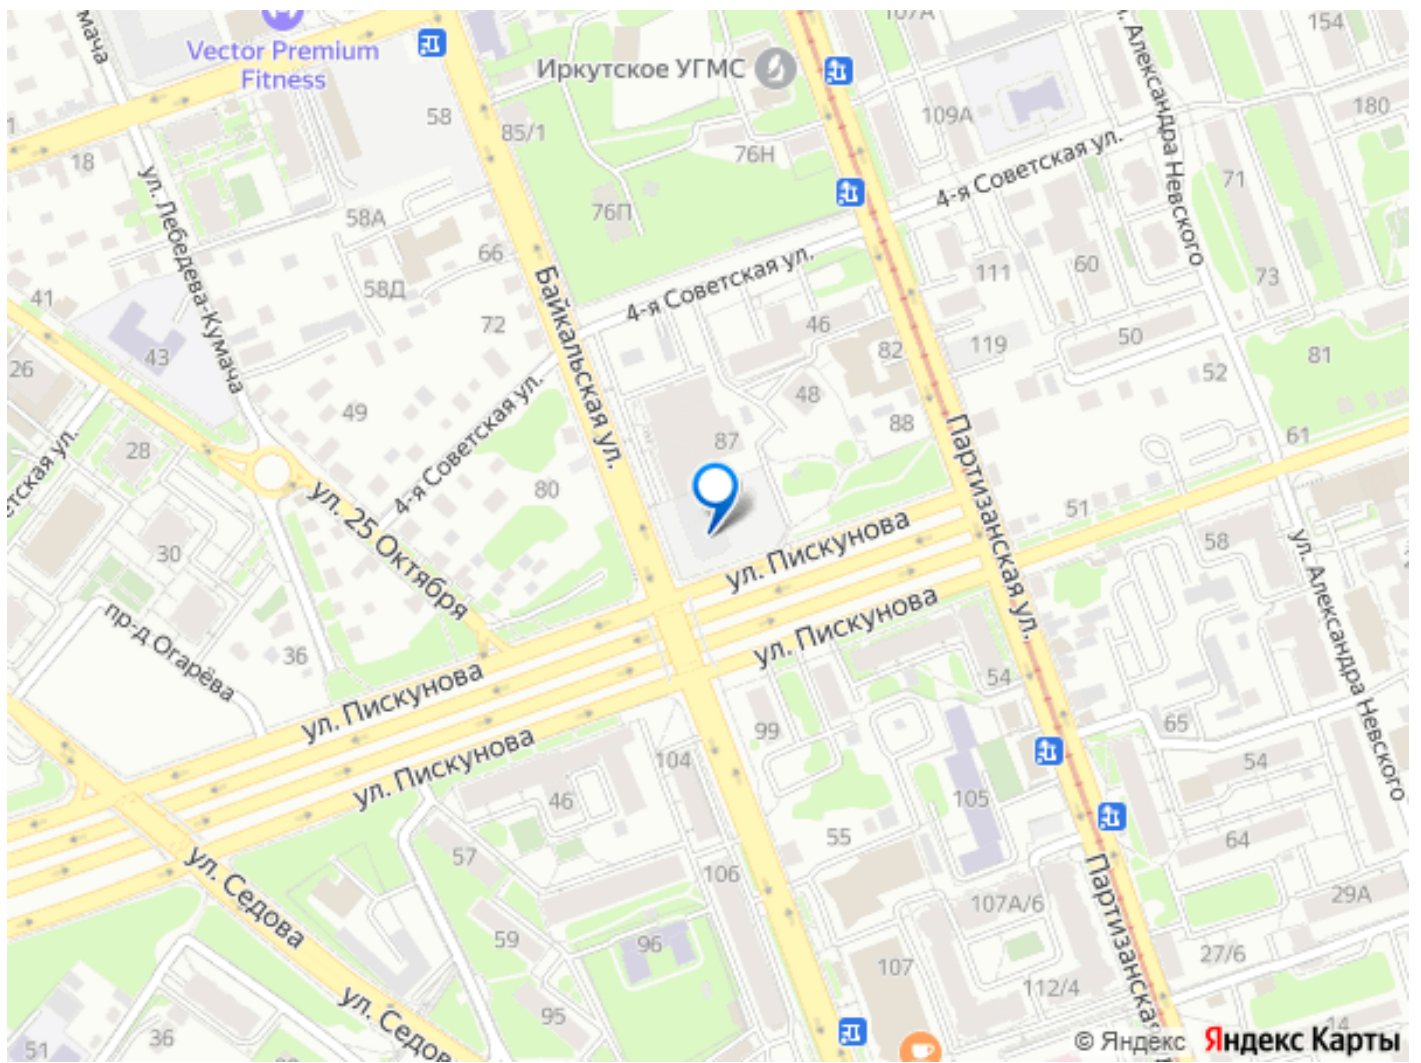 Vector Premium
Fitness
Иркутское УГМС
107А
154
ул. Александра Невского
58
85/1
109А
180
18
76Н
4-я Советская ул.
ул. Лебедева-Кумача
58А
76П
71
66
58Д
Байкальская ул.
4-я Советская ул.
111
60
73
41
72
46
119
50
43
82
81
26
52
49
48
4-я Советская ул.
87
88
28
Партизанская ул.
61
80
ул. 25 Октября
51
ул. Пискунова
58
ул. Александра Невского
30
пр-д Огарёва
ул. Пискунова
36
54
ул. Пискунова
99
65
ул. Пискунова
104
54
46
105
57
55
64
ул. Седова
106
Партизанская
29А
107А/6
59
96
27/6
107
112/4
ул. Седов
95
36
51
14
© Яндекс Яндекс Карты